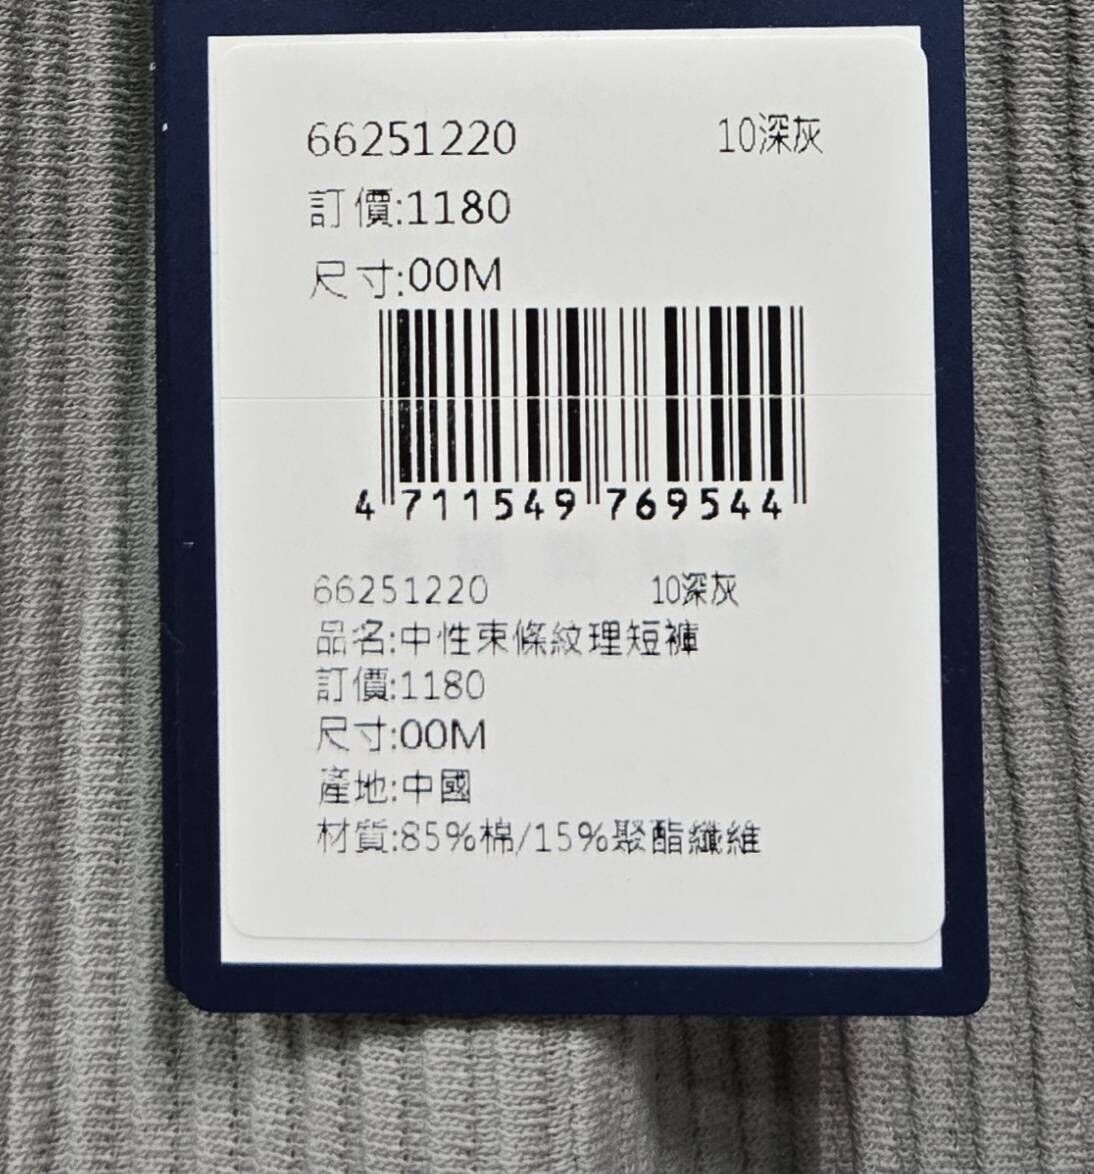 66251220 10深灰
訂價:1180
尺寸:00M
4 711549 769544
66251220 10深灰
品名:中性束條紋理短褲
訂價:1180
尺寸:00M
產地:中國
材質:85%棉/15%聚酯纖維